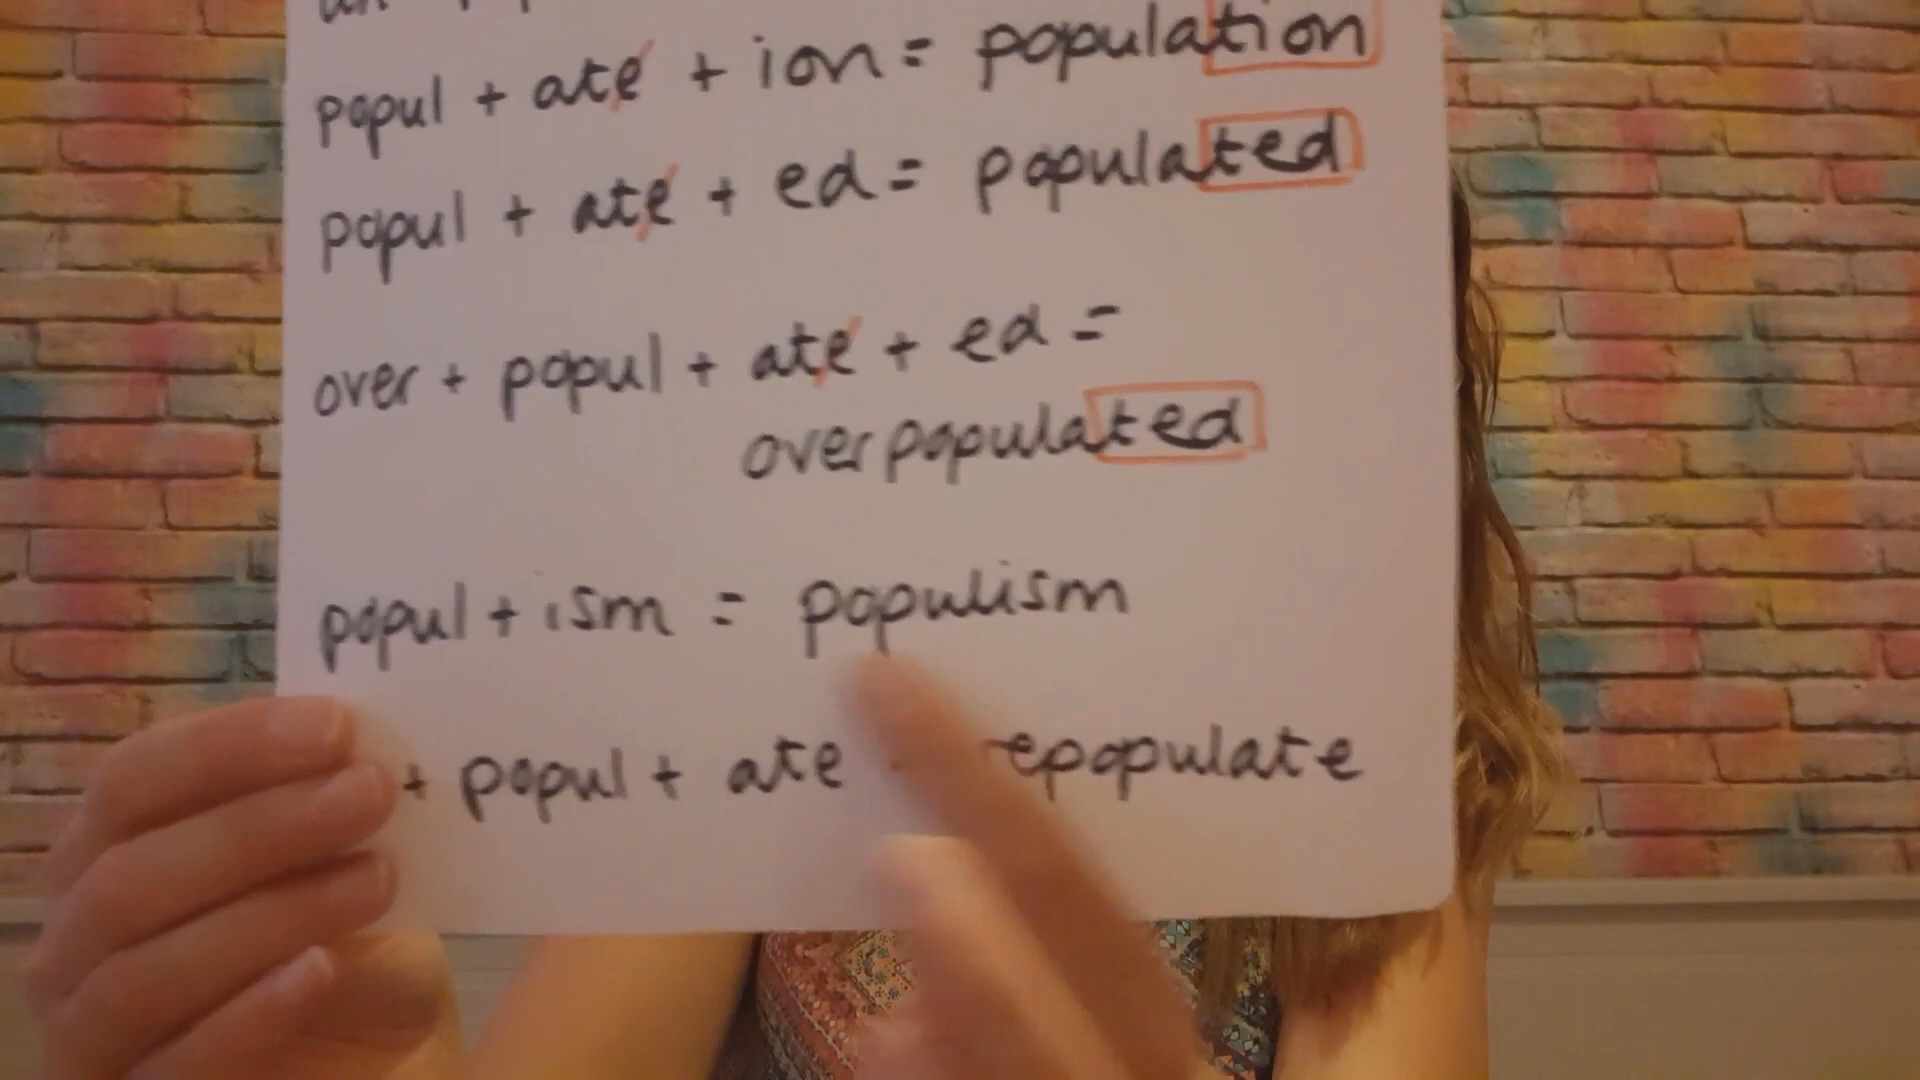 popul + ate + ion = population
popul + ate + ed = populated
over + popul + ate + ed =
overpopulated
popul + ism = populism
+ popul + ate epopulate